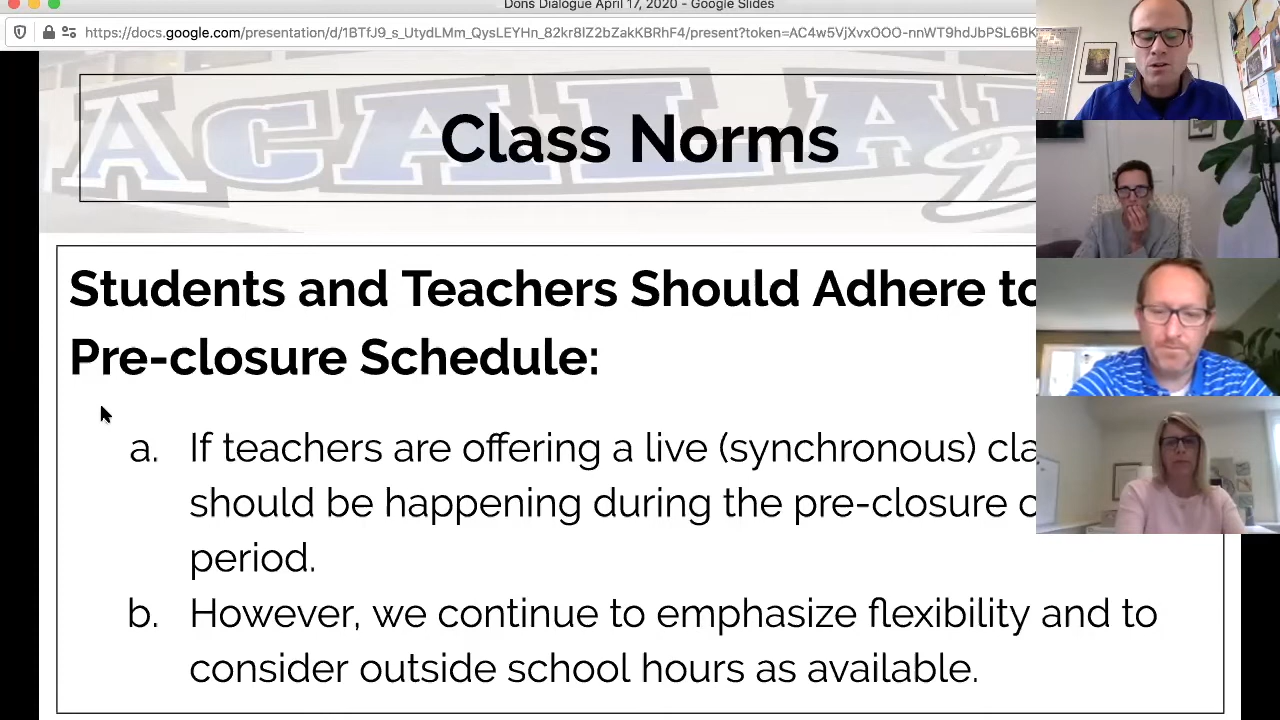 Dons Dialogue April 17, 2020 - Google Slides
https://docs.google.com/presentation/d/1BTfJ9_s_UtydLMm_QysLEYHn_82kr8IZ2bZakKBRhF4/present?token=AC4w5VjXvxOOO-nnWT9hdJbPSL6BK
ACALA
Class Norms
Students and Teachers Should Adhere to
Pre-closure Schedule:
a. If teachers are offering a live (synchronous)
should be happening during the pre-closure
period.
b. However, we continue to emphasize flexibility and to
consider outside school hours as available.